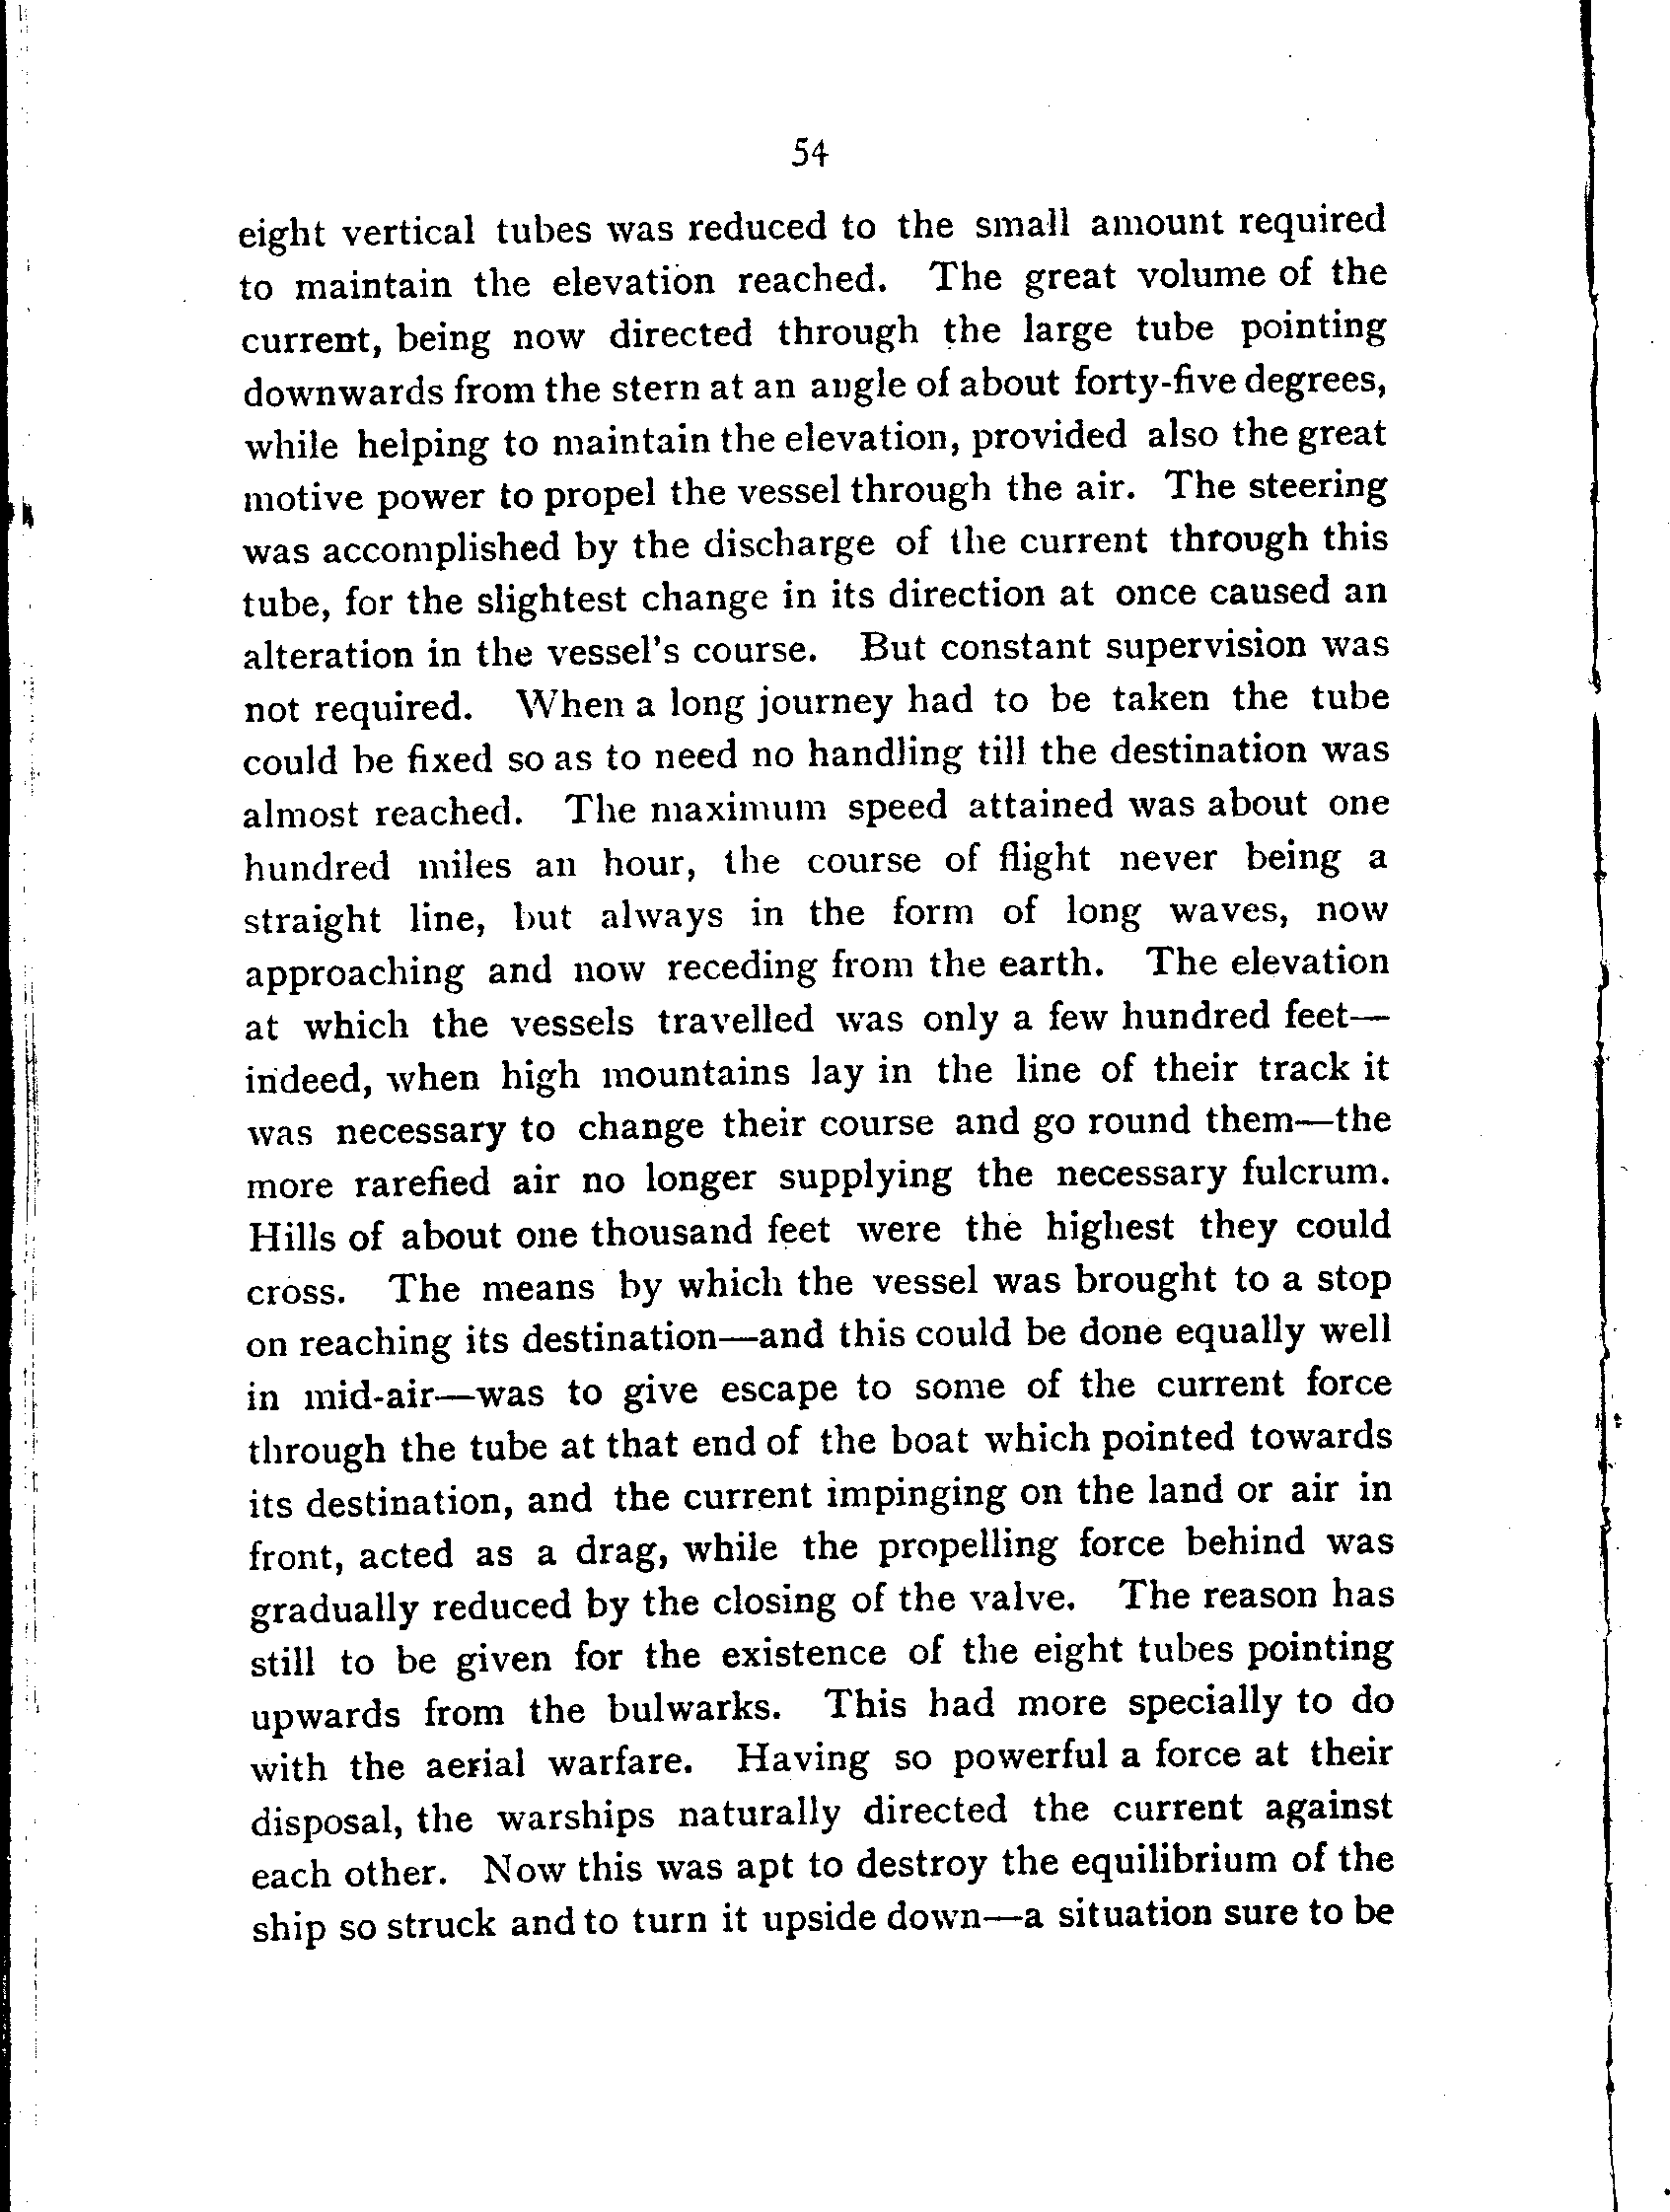 54
eight vertical tubes was reduced to the small amount required
to maintain the elevation reached. The great volume of the
current, being now directed through the large tube pointing
downwards from the stern at an angle of about forty-five degrees,
while helping to maintain the elevation, provided also the great
motive power to propel the vessel through the air. The steering
was accomplished by the discharge of the current through this
tube, for the slightest change in its direction at once caused an
alteration in the vessel's course. But constant supervision was
not required. When a long journey had to be taken the tube
could be fixed so as to need no handling till the destination was
almost reached. The maximum speed attained was about one
hundred miles an hour, the course of flight never being a
straight line, but always in the form of long waves, now
approaching and now receding from the earth. The elevation
at which the vessels travelled was only a few hundred feet—
indeed, when high mountains lay in the line of their track it
was necessary to change their course and go round them—the
more rarefied air no longer supplying the necessary fulcrum.
Hills of about one thousand feet were the highest they could
cross. The means by which the vessel was brought to a stop
on reaching its destination—and this could be done equally well
in mid-air—was to give escape to some of the current force
through the tube at that end of the boat which pointed towards
its destination, and the current impinging on the land or air in
front, acted as a drag, while the propelling force behind was
gradually reduced by the closing of the valve. The reason has
still to be given for the existence of the eight tubes pointing
upwards from the bulwarks. This had more specially to do
with the aerial warfare. Having so powerful a force at their
disposal, the warships naturally directed the current against
each other. Now this was apt to destroy the equilibrium of the
ship so struck and to turn it upside down—a situation sure to be